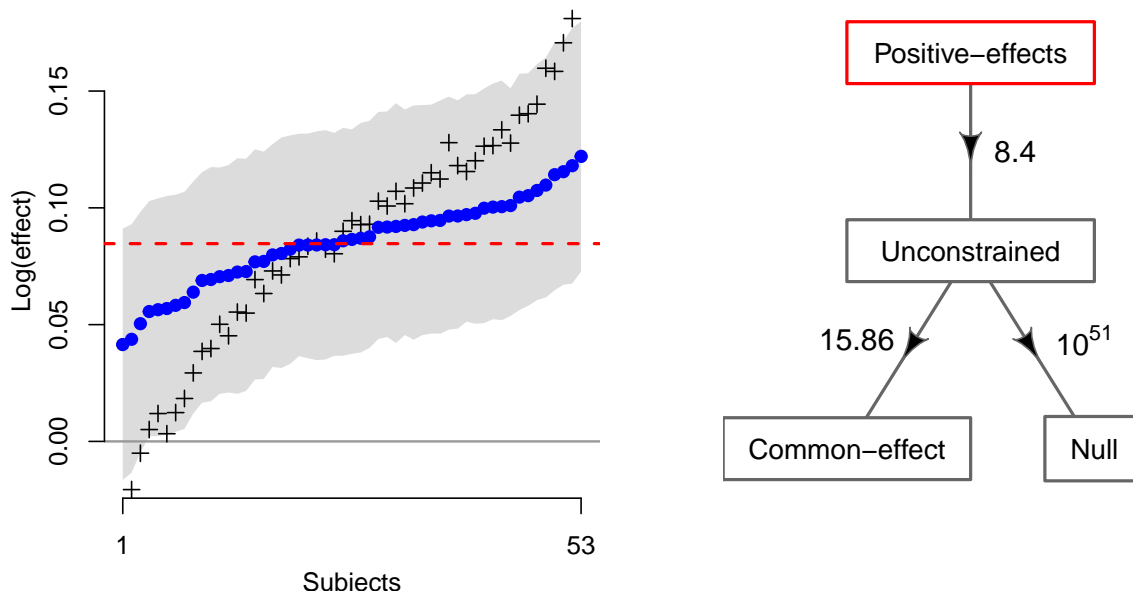 Log(effect)
0.15
0.10
0.05
0.00
1
53
Subjects
Positive−effects
8.4
Unconstrained
15.86
10^51
Common−effect
Null